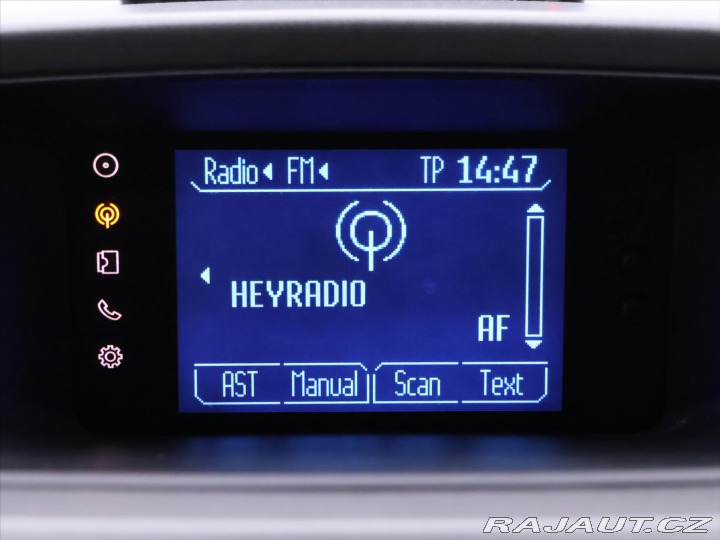 Radio FM TP 14:47
HEYRADIO
AF
AST Manual Scan Text
RAJAUT.CZ